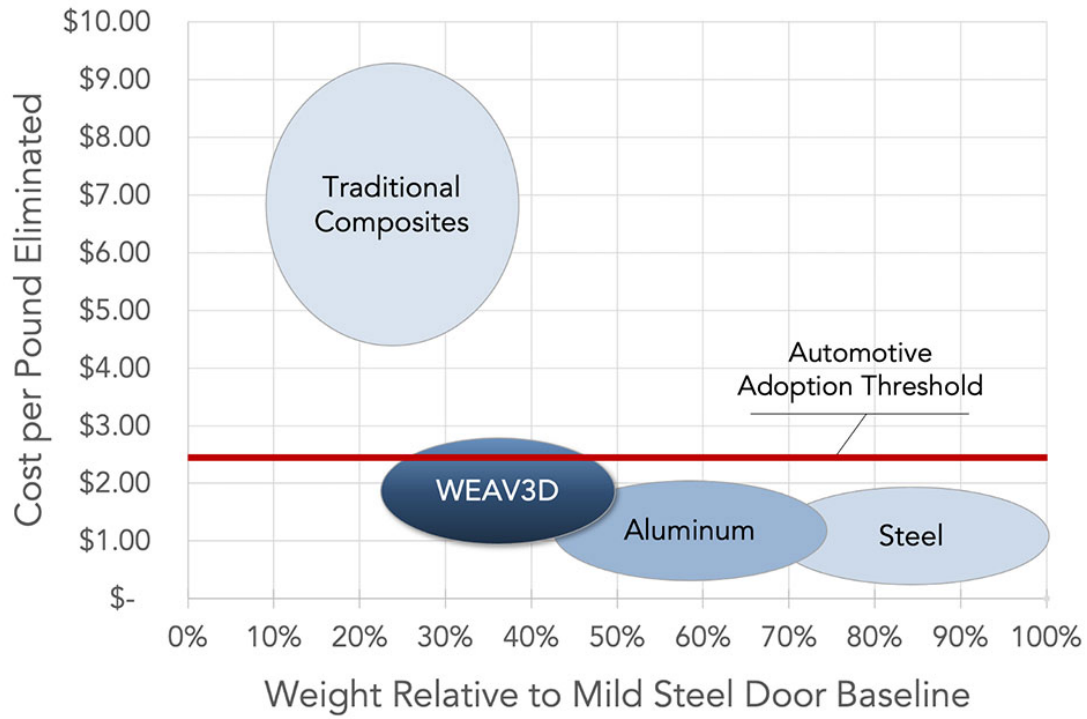 $10.00
$9.00
$8.00
$7.00
$6.00
$5.00
$4.00
$3.00
$2.00
$1.00
$-
Cost per Pound Eliminated
Traditional
Composites
Automotive
Adoption Threshold
WEAV3D
Aluminum
Steel
0% 10% 20% 30% 40% 50% 60% 70% 80% 90% 100%
Weight Relative to Mild Steel Door Baseline